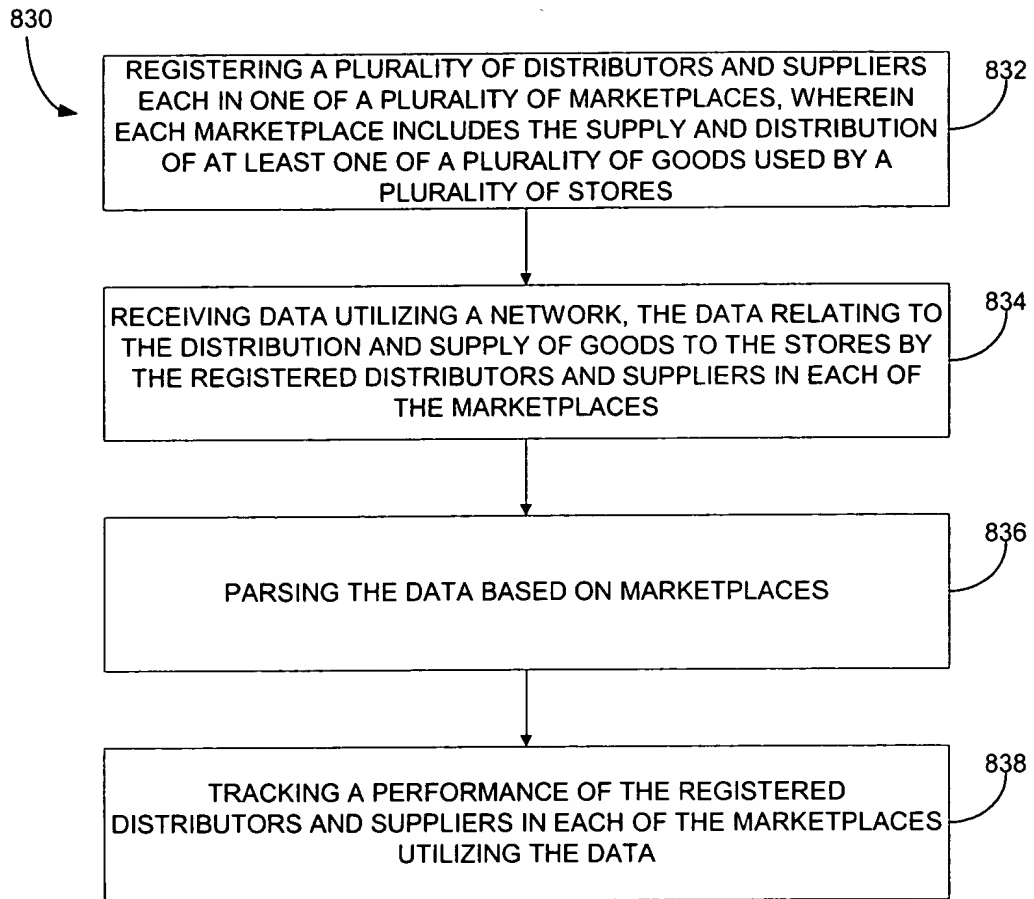 830
REGISTERING A PLURALITY OF DISTRIBUTORS AND SUPPLIERS
EACH IN ONE OF A PLURALITY OF MARKETPLACES, WHEREIN
EACH MARKETPLACE INCLUDES THE SUPPLY AND DISTRIBUTION
OF AT LEAST ONE OF A PLURALITY OF GOODS USED BY A
PLURALITY OF STORES
832
RECEIVING DATA UTILIZING A NETWORK, THE DATA RELATING TO
THE DISTRIBUTION AND SUPPLY OF GOODS TO THE STORES BY
THE REGISTERED DISTRIBUTORS AND SUPPLIERS IN EACH OF
THE MARKETPLACES
834
PARSING THE DATA BASED ON MARKETPLACES
836
TRACKING A PERFORMANCE OF THE REGISTERED
DISTRIBUTORS AND SUPPLIERS IN EACH OF THE MARKETPLACES
UTILIZING THE DATA
838